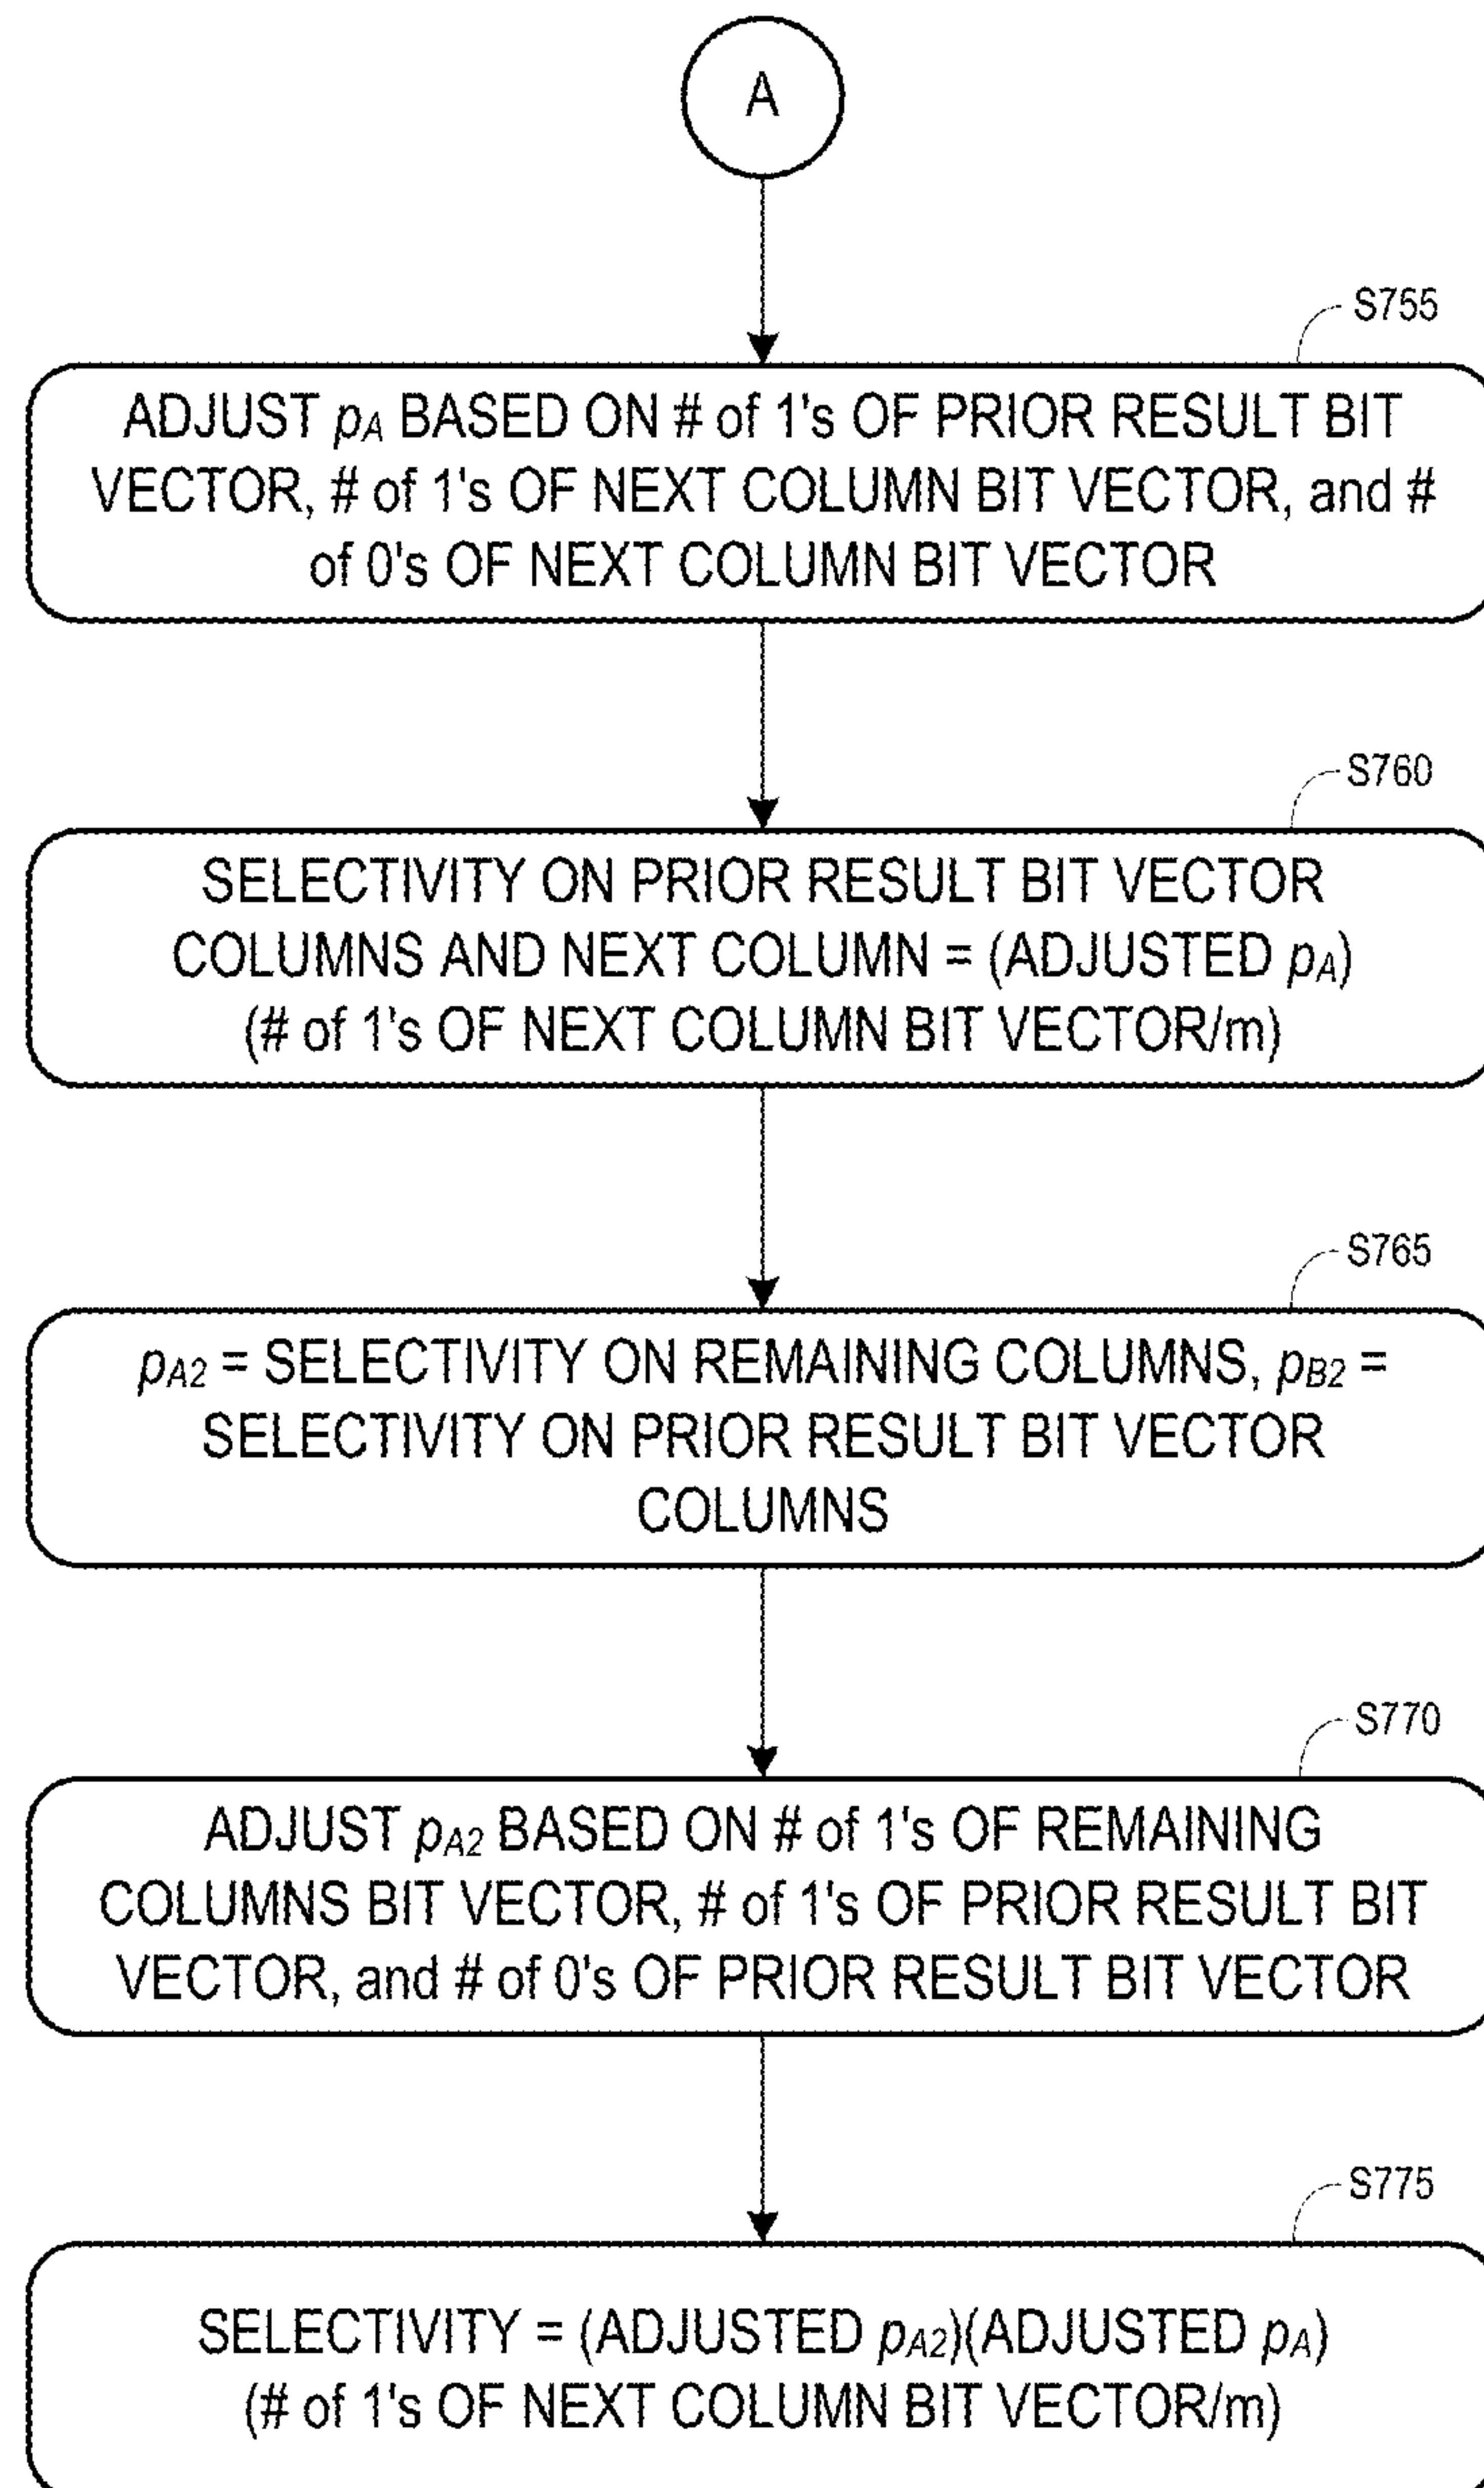 A
S755
ADJUST pA BASED ON # of 1's OF PRIOR RESULT BIT
VECTOR, # of 1's OF NEXT COLUMN BIT VECTOR, and #
of 0's OF NEXT COLUMN BIT VECTOR
S760
SELECTIVITY ON PRIOR RESULT BIT VECTOR
COLUMNS AND NEXT COLUMN = (ADJUSTED pA)
(# of 1's OF NEXT COLUMN BIT VECTOR/m)
S765
pA2 = SELECTIVITY ON REMAINING COLUMNS, pB2 =
SELECTIVITY ON PRIOR RESULT BIT VECTOR
COLUMNS
S770
ADJUST pA2 BASED ON # of 1's OF REMAINING
COLUMNS BIT VECTOR, # of 1's OF PRIOR RESULT BIT
VECTOR, and # of 0's OF PRIOR RESULT BIT VECTOR
S775
SELECTIVITY = (ADJUSTED pA2)(ADJUSTED pA)
(# of 1's OF NEXT COLUMN BIT VECTOR/m)